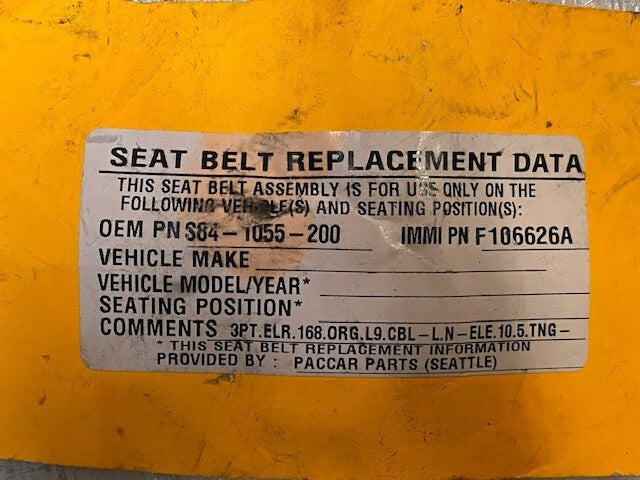 SEAT BELT REPLACEMENT DATA
THIS SEAT BELT ASSEMBLY IS FOR USE ONLY ON THE
FOLLOWING VEHICLE(S) AND SEATING POSITION(S):
OEM PN S84-1055-200 IMMI PN F106626A
VEHICLE MAKE
VEHICLE MODEL/YEAR*
SEATING POSITION*
COMMENTS 3PT.ELR.168.ORG.L9.CBL-L.N-ELE.10.5.TNG-
* THIS SEAT BELT REPLACEMENT INFORMATION
PROVIDED BY: PACCAR PARTS (SEATTLE)